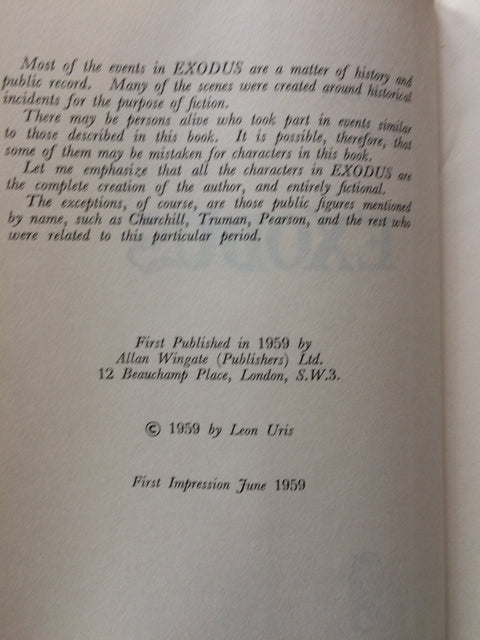 Most of the events in EXODUS are a matter of history and
public record. Many of the scenes were created around historical
incidents for the purpose of fiction.
There may be persons alive who took part in events similar
to those described in this book. It is possible, therefore, that
some of them may be mistaken for characters in this book.
Let me emphasize that all the characters in EXODUS are
the complete creation of the author, and entirely fictional.
The exceptions, of course, are those public figures mentioned
by name, such as Churchill, Truman, Pearson, and the rest who
were related to this particular period.
EXODUS
First Published in 1959 by
Allan Wingate (Publishers) Ltd.
12 Beauchamp Place, London, S.W.3.
© 1959 by Leon Uris
First Impression June 1959